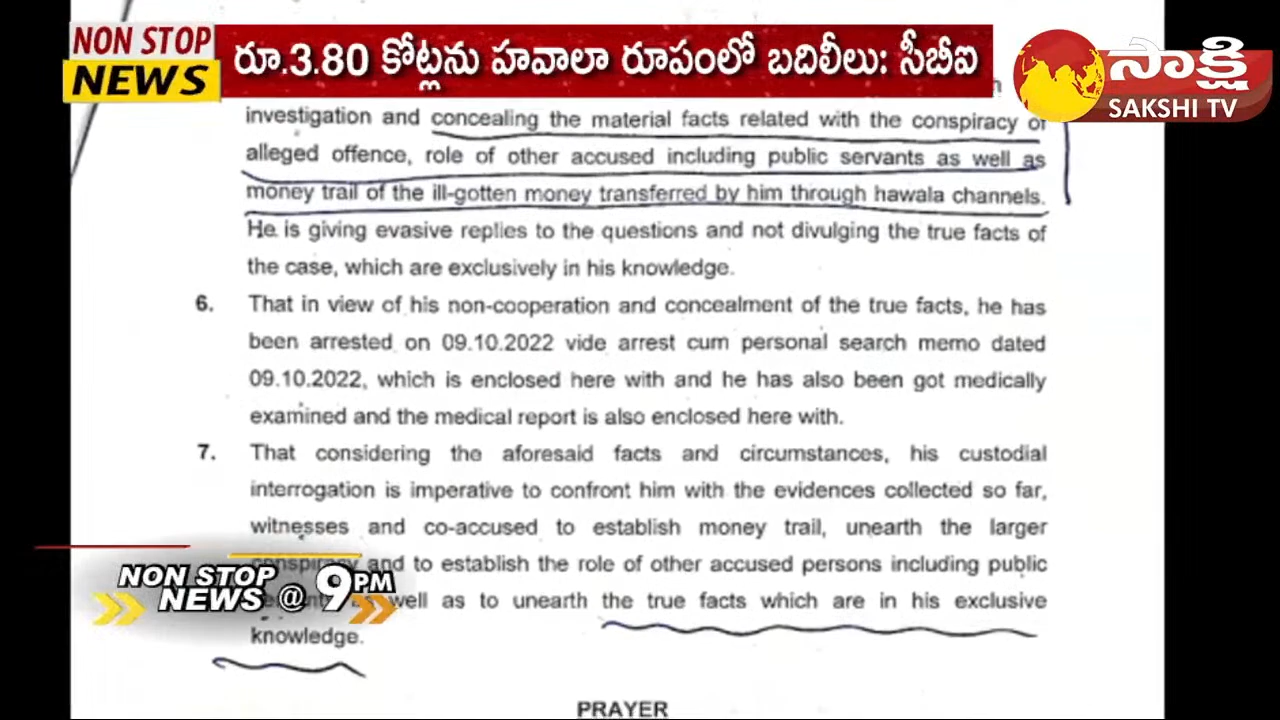 NON STOP
NEWS
రూ.3.80 కోట్లను హవాలా రూపంలో బదిలీలు: సీబీఐ
సాక్షి
SAKSHI TV
investigation and concealing the material facts related with the conspiracy of
alleged offence, role of other accused including public servants as well as
money trail of the ill-gotten money transferred by him through hawala channels.
He is giving evasive replies to the questions and not divulging the true facts of
the case, which are exclusively in his knowledge.
6. That in view of his non-cooperation and concealment of the true facts, he has
been arrested on 09.10.2022 vide arrest cum personal search memo dated
09.10.2022, which is enclosed here with and he has also been got medically
examined and the medical report is also enclosed here with.
7. That considering the aforesaid facts and circumstances, his custodial
interrogation is imperative to confront him with the evidences collected so far,
witnesses and co-accused to establish money trail, unearth the larger
conspiracy and to establish the role of other accused persons including public
well as to unearth the true facts which are in his exclusive
knowledge.
NON STOP
NEWS @ 9PM
PRAYER